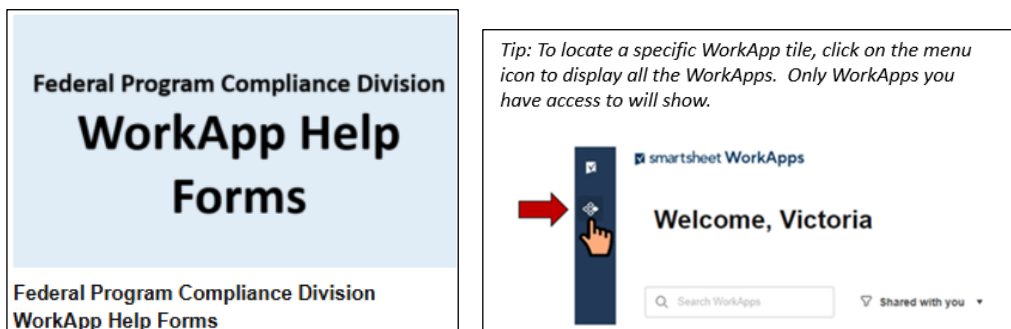 Federal Program Compliance Division
WorkApp Help
Forms
Federal Program Compliance Division
WorkApp Help Forms
Tip: To locate a specific WorkApp tile, click on the menu
icon to display all the WorkApps.  Only WorkApps you
have access to will show.
smartsheet WorkApps
Welcome, Victoria
Search WorkApps
Shared with you